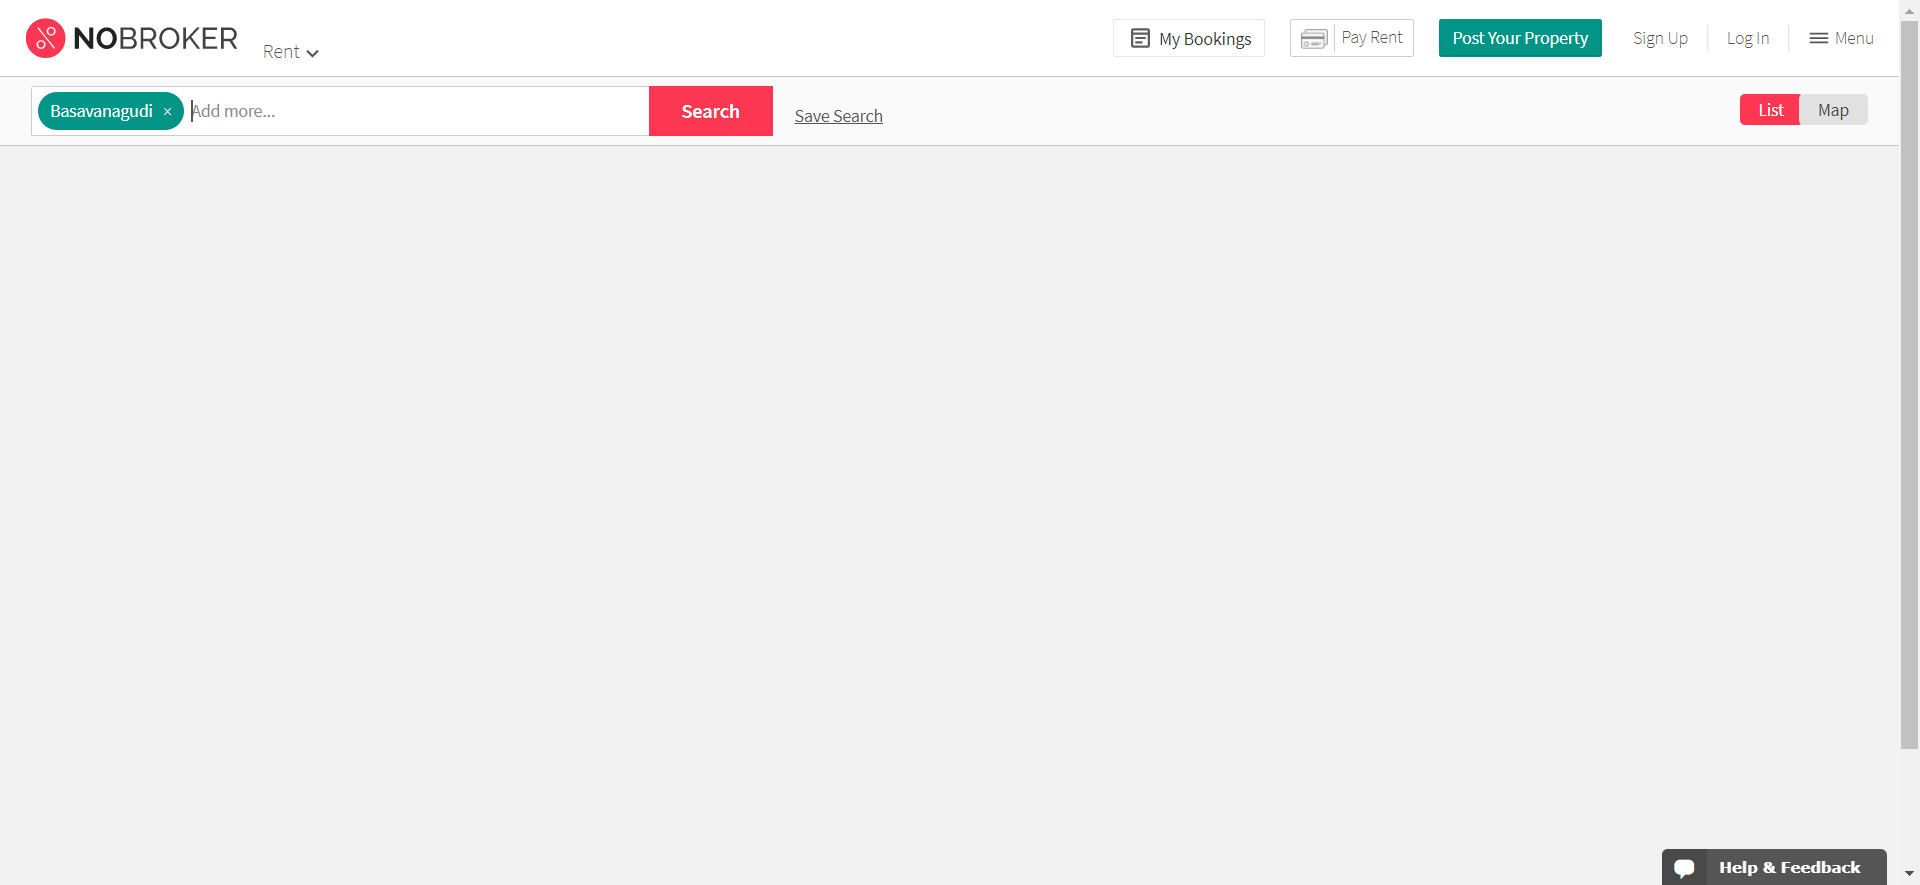 NOBROKER
Rent
My Bookings
Pay Rent
Post Your Property
Sign Up
Log In
Menu
Basavanagudi ×
Add more...
Search
Save Search
List
Map
Help & Feedback